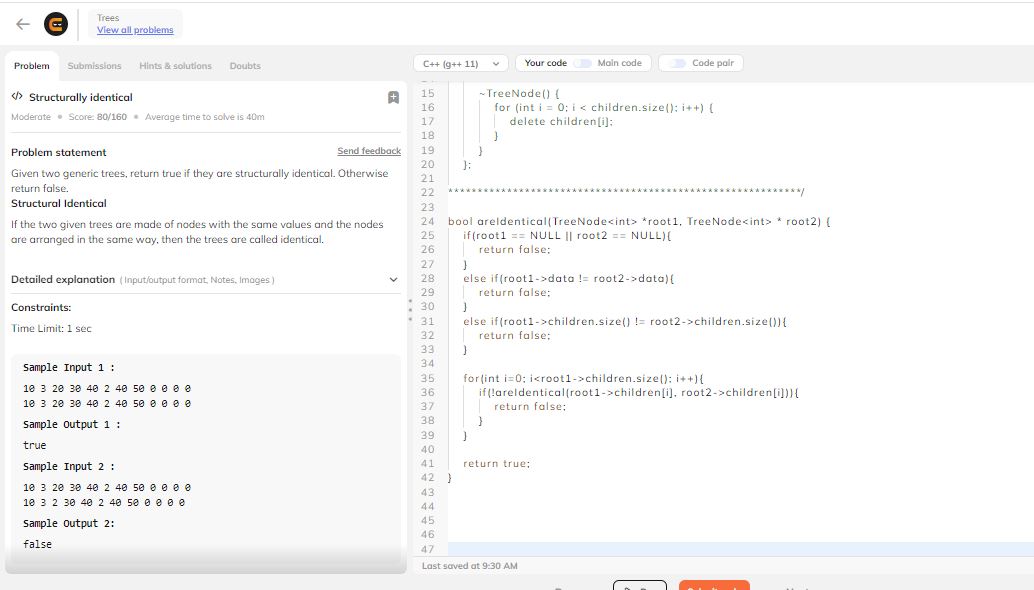 Trees
View all problems
Problem
Submissions
Hints & solutions
Doubts
Structurally identical
Moderate
Score: 80/160
Average time to solve is 40m
Problem statement
Send feedback
Given two generic trees, return true if they are structurally identical. Otherwise
return false.
Structural Identical
If the two given trees are made of nodes with the same values and the nodes
are arranged in the same way, then the trees are called identical.
Detailed explanation ( Input/output format, Notes, Images )
Constraints:
Time Limit: 1 sec
Sample Input 1 :
10 3 20 30 40 2 40 50 0 0 0 0
10 3 20 30 40 2 40 50 0 0 0 0
Sample Output 1 :
true
Sample Input 2 :
10 3 20 30 40 2 40 50 0 0 0 0
10 3 2 30 40 2 40 50 0 0 0 0
Sample Output 2:
false
C++ (g++ 11)
Your code
Main code
Code pair
15 ~TreeNode() {
16 for (int i = 0; i < children.size(); i++) {
17 delete children[i];
18 }
19 }
20 };
21
22 ************************************************************/
23
24 bool areIdentical(TreeNode<int> *root1, TreeNode<int> * root2) {
25 if(root1 == NULL || root2 == NULL){
26 return false;
27 }
28 else if(root1->data != root2->data){
29 return false;
30 }
31 else if(root1->children.size() != root2->children.size()){
32 return false;
33 }
34
35 for(int i=0; i<root1->children.size(); i++){
36 if(!areIdentical(root1->children[i], root2->children[i])){
37 return false;
38 }
39 }
40
41 return true;
42 }
43
44
45
46
47
Last saved at 9:30 AM